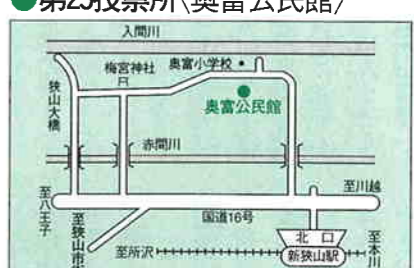 ●第25投票所(奥富公民館)
入間川
梅宮神社
奥富小学校
狭山大橋
奥富公民館
赤間川
至八王子
至川越
国道16号
至狭山市
北口
至所沢
新狭山駅
至本川